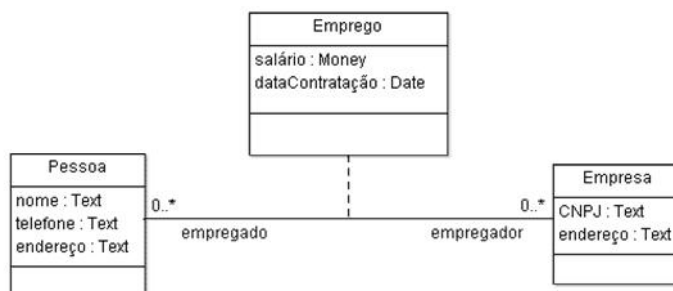 Emprego
salário : Money
dataContratação : Date
Pessoa
nome : Text
telefone : Text
endereço : Text
0..*
empregado
0..*
empregador
Empresa
CNPJ : Text
endereço : Text